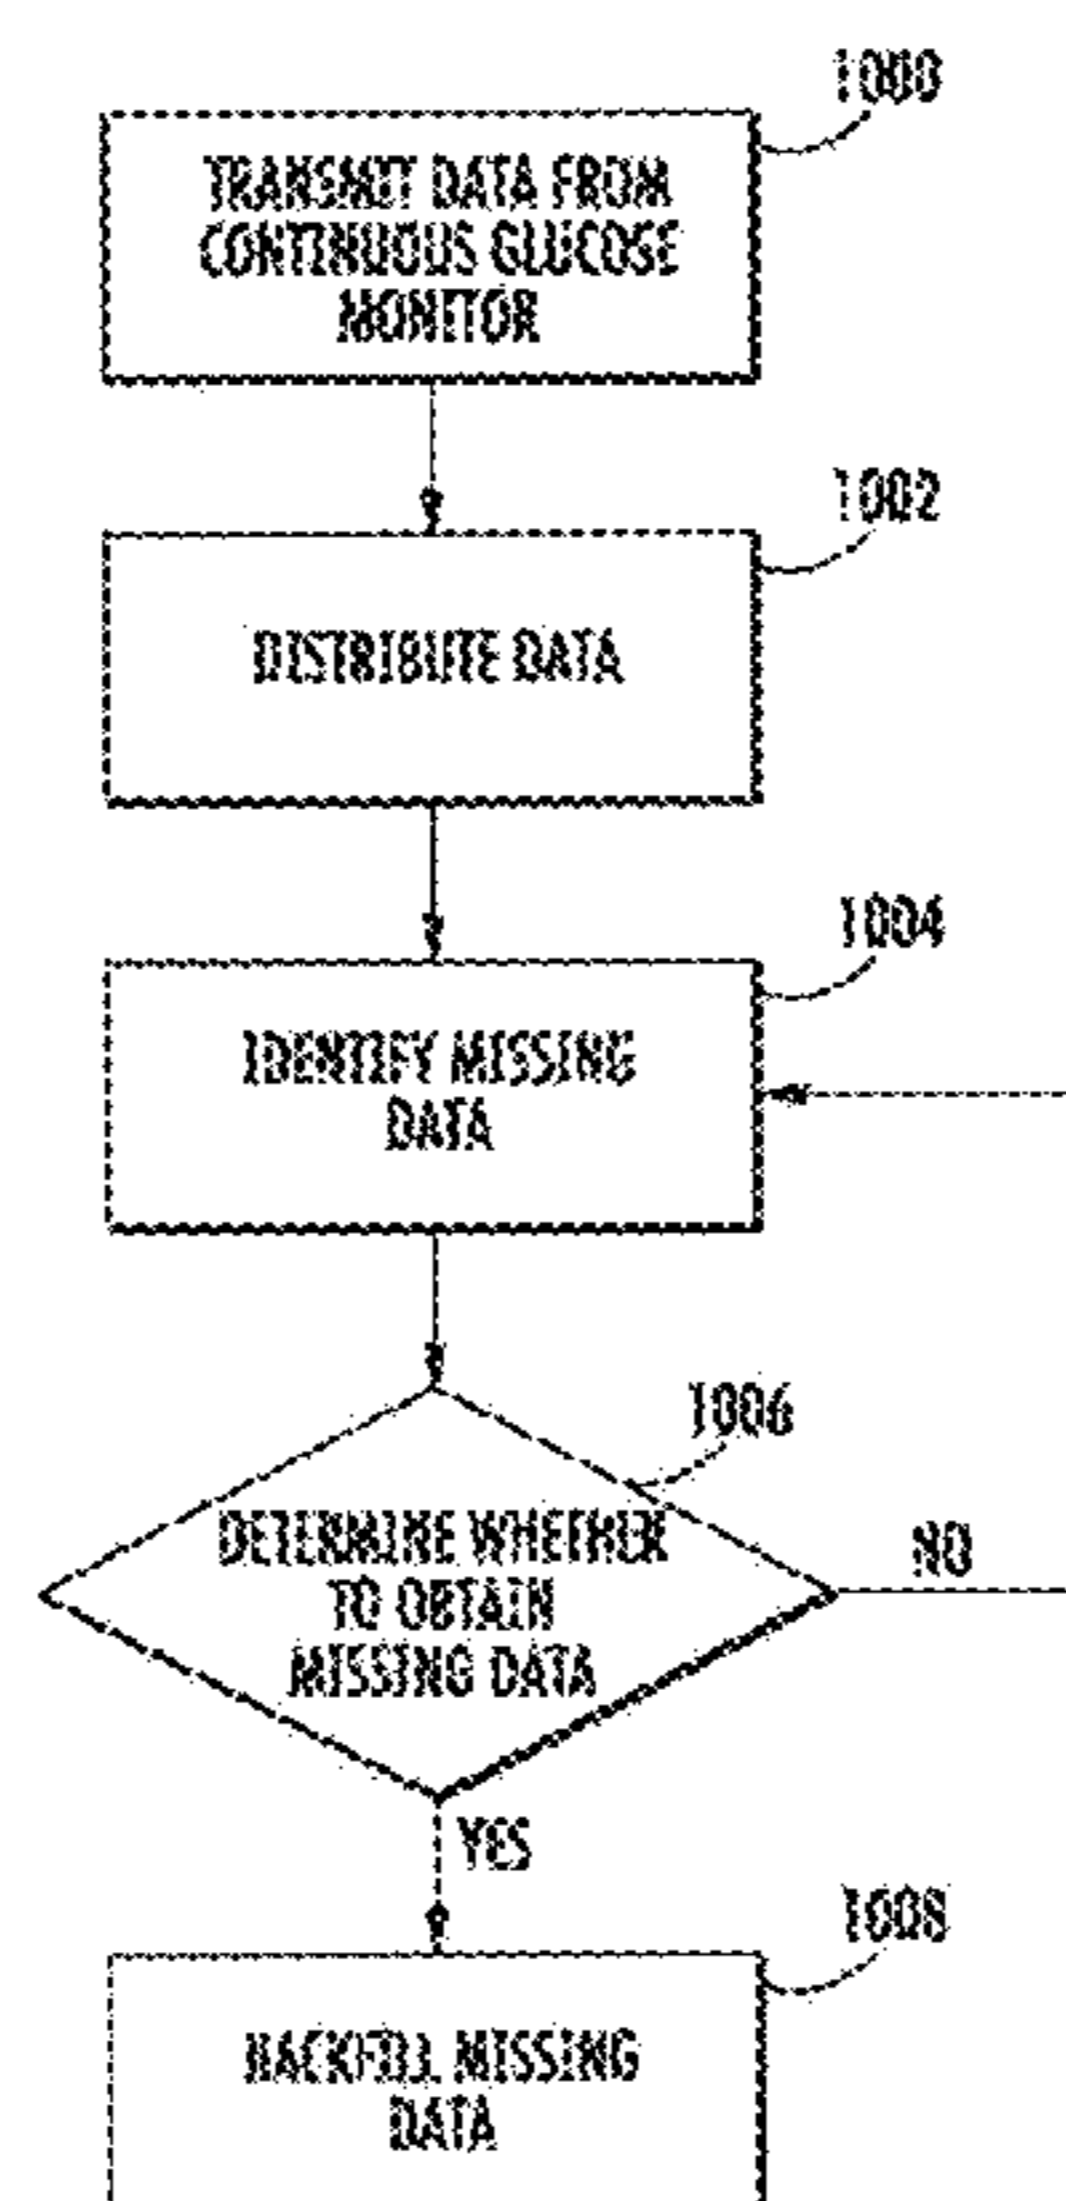 1000
TRANSMIT DATA FROM
CONTINUOUS GLUCOSE
MONITOR
1002
DISTRIBUTE DATA
1004
IDENTIFY MISSING
DATA
1006
DETERMINE WHETHER
TO OBTAIN
MISSING DATA
NO
YES
1008
BACKFILL MISSING
DATA